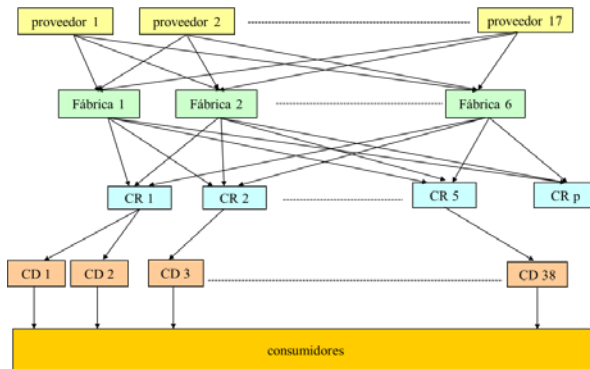 proveedor 1
proveedor 2
proveedor 17
Fábrica 1
Fábrica 2
Fábrica 6
CR 1
CR 2
CR 5
CR p
CD 1
CD 2
CD 3
CD 38
consumidores